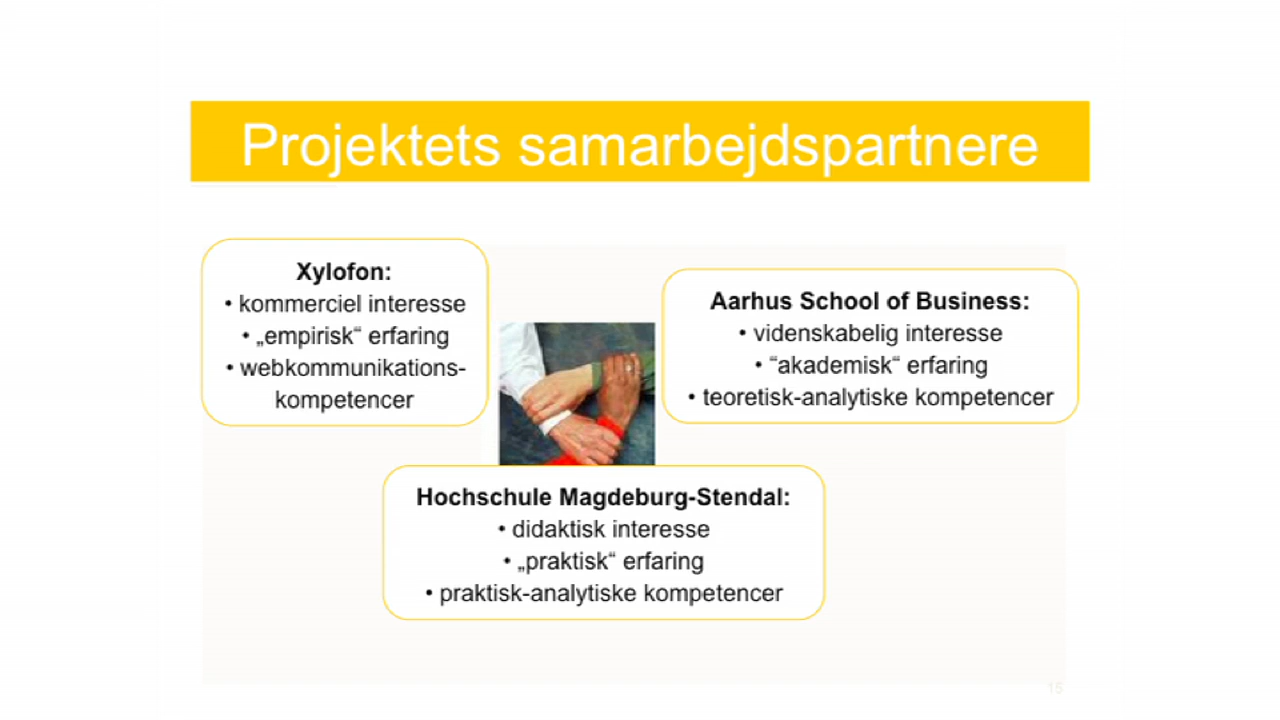 Projektets samarbejdspartnere
Xylofon:
• kommerciel interesse
• „empirisk“ erfaring
• webkommunikations-
kompetencer
Aarhus School of Business:
• videnskabelig interesse
• “akademisk“ erfaring
• teoretisk-analytiske kompetencer
Hochschule Magdeburg-Stendal:
• didaktisk interesse
• „praktisk“ erfaring
• praktisk-analytiske kompetencer
15